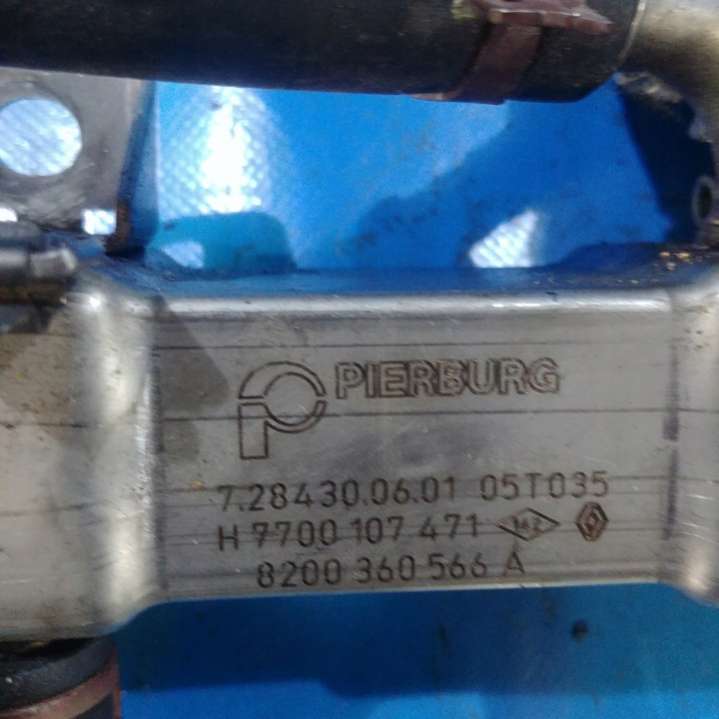 PIERBURG
7.28430.06.01 05T035
H 7700 107 471
8200 360 566 A